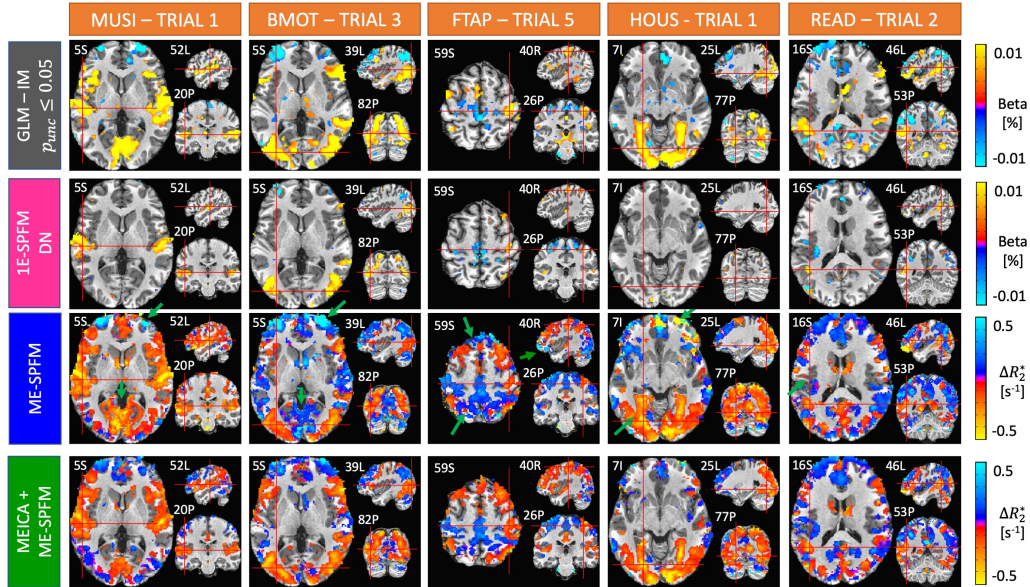 MUSI – TRIAL 1
BMOT – TRIAL 3
FTAP – TRIAL 5
HOUS - TRIAL 1
READ – TRIAL 2
GLM – IM
p_unc ≤ 0.05
5S 52L 20P
39L 82P
59S 40R 26P
7I 25L 77P
16S 46L 53P
0.01
Beta
[%]
-0.01
1E-SPFM
DN
5S 52L 20P
5S 39L 82P
59S 40R 26P
7I 25L 77P
16S 46L 53P
0.01
Beta
[%]
-0.01
ME-SPFM
5S 52L 20P
5S 39L 82P
59S 40R 26P
7I 25L 77P
16S 46L 53P
0.5
ΔR₂*
[s⁻¹]
-0.5
MEICA +
ME-SPFM
5S 52L 20P
5S 39L 82P
59S 40R 26P
7I 25L 77P
16S 46L 53P
0.5
ΔR₂*
[s⁻¹]
-0.5